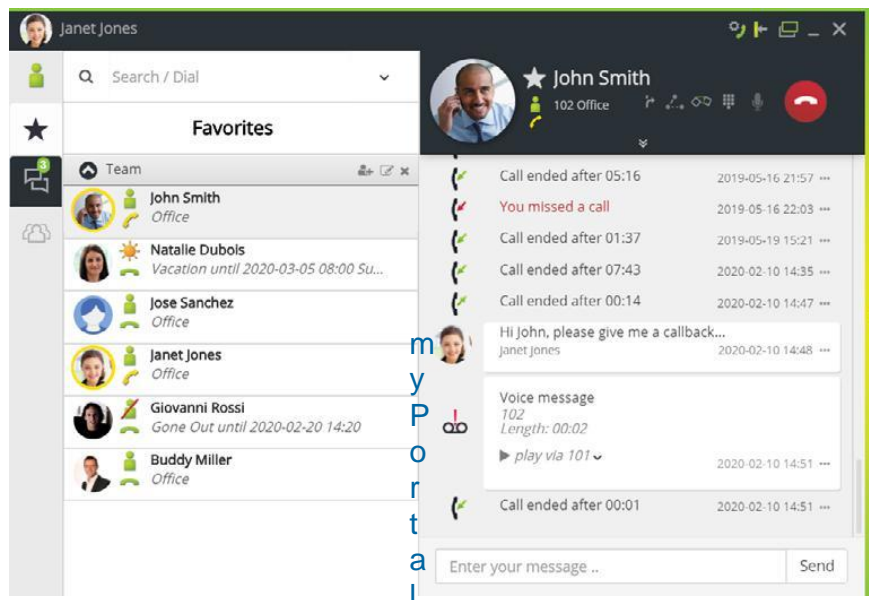 Janet Jones
Search / Dial
Favorites
3
Team
John Smith
Office
Natalie Dubois
Vacation until 2020-03-05 08:00 Su...
Jose Sanchez
Office
Janet Jones
Office
Giovanni Rossi
Gone Out until 2020-02-20 14:20
Buddy Miller
Office
myPortal
John Smith
102 Office
Call ended after 05:16 2019-05-16 21:57
You missed a call 2019-05-16 22:03
Call ended after 01:37 2019-05-19 15:21
Call ended after 07:43 2020-02-10 14:35
Call ended after 00:14 2020-02-10 14:47
Hi John, please give me a callback...
Janet Jones 2020-02-10 14:48
Voice message
102
Length: 00:02
play via 101
2020-02-10 14:51
Call ended after 00:01 2020-02-10 14:51
Enter your message .. Send